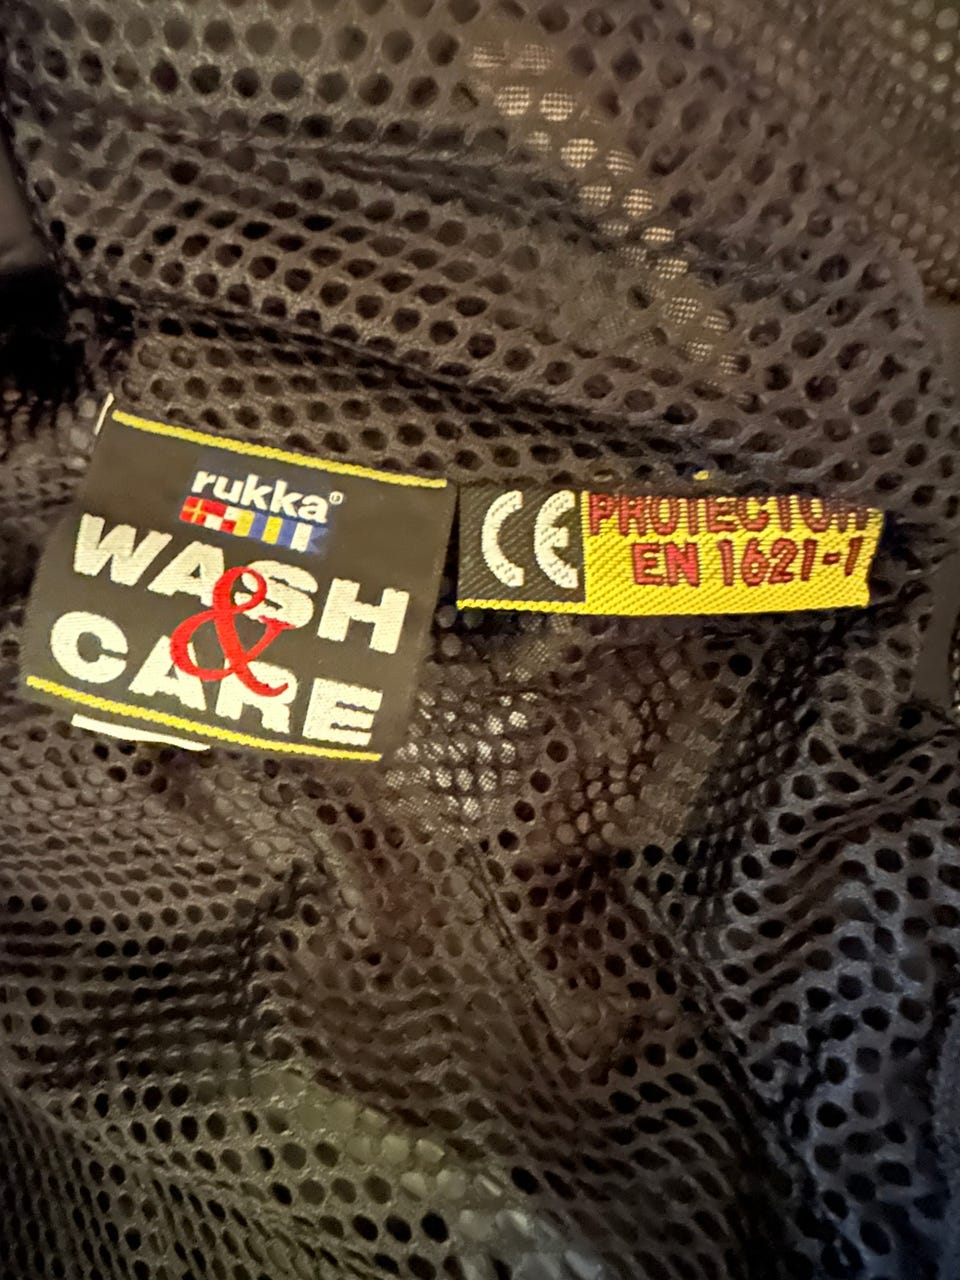 rukka®
WASH
&
CARE
CE
PROTECTOR
EN 1621-1